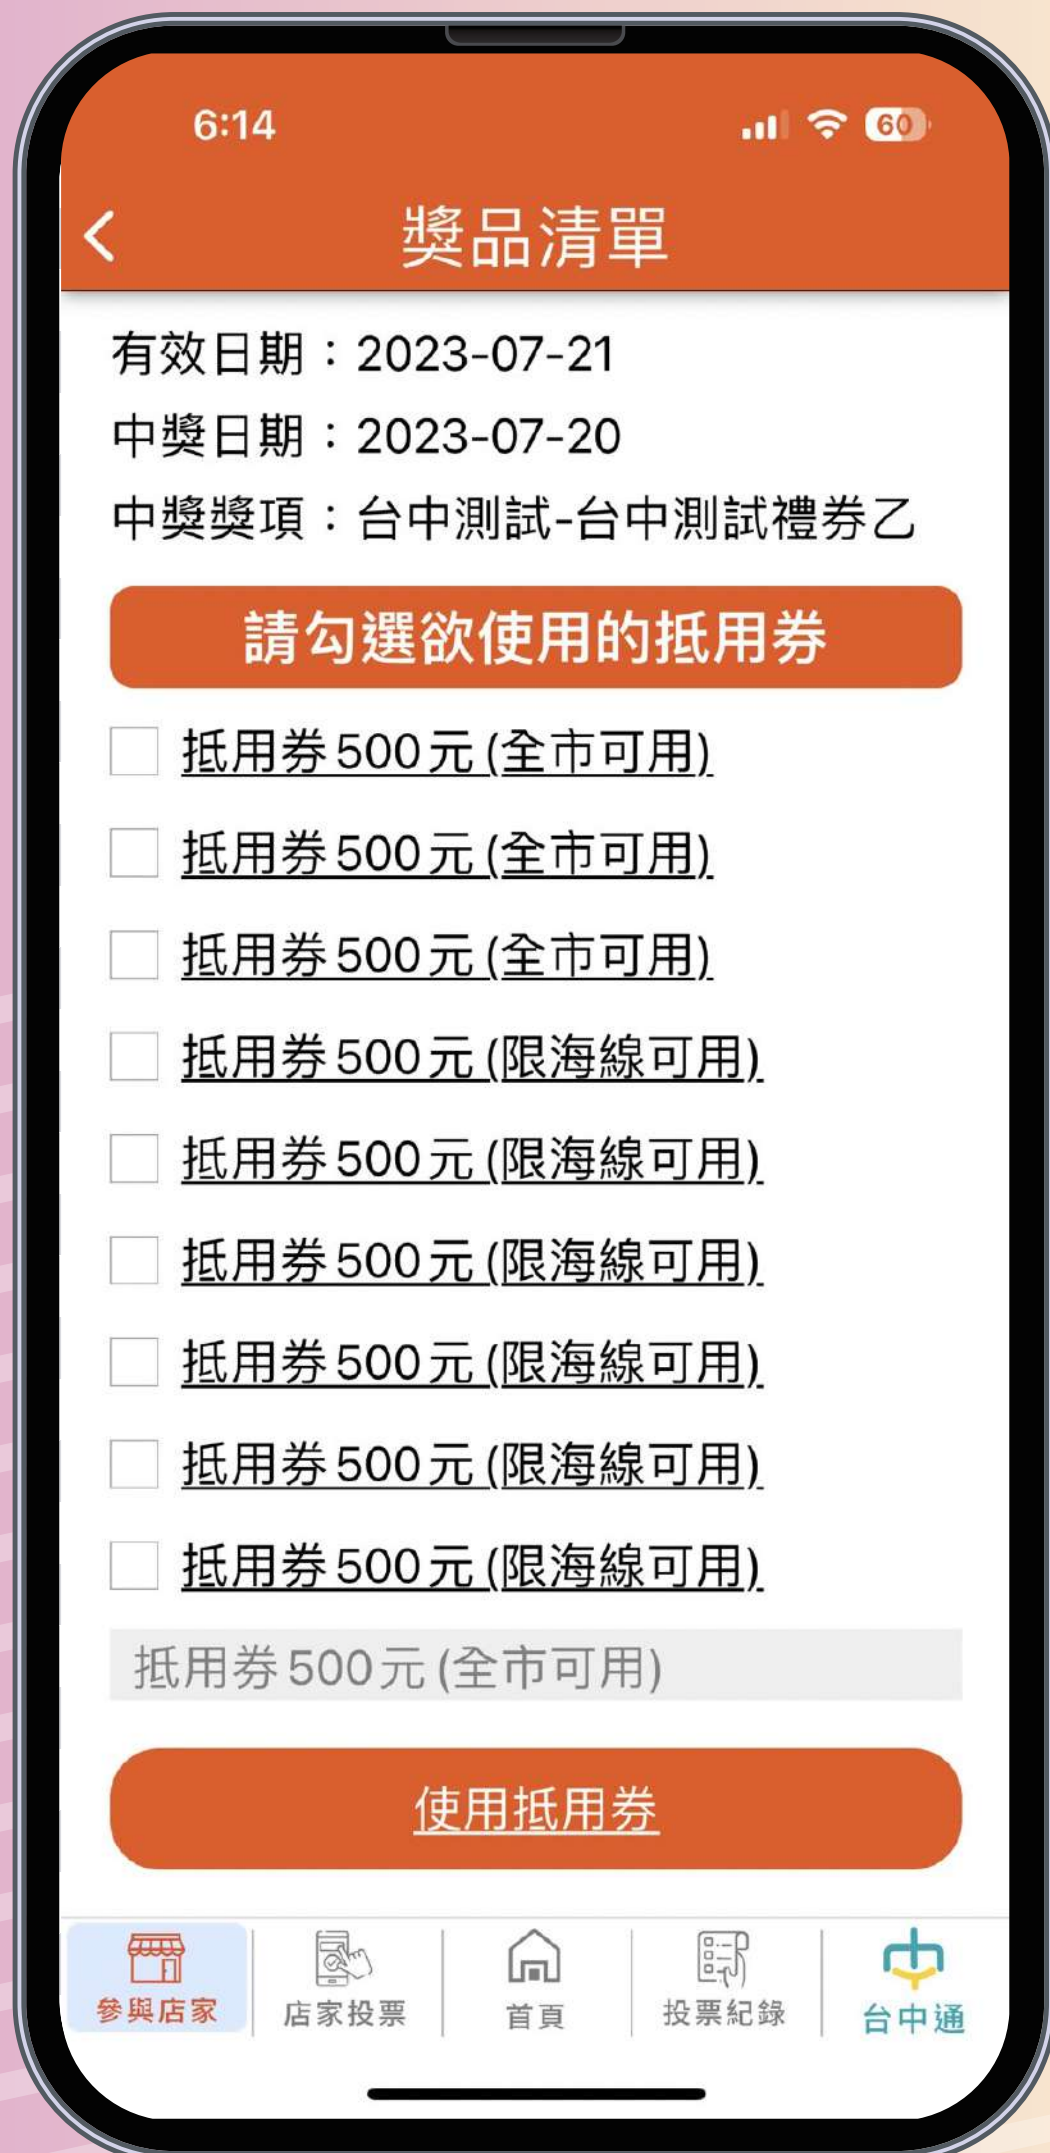 6:14
60
獎品清單
有效日期：2023-07-21
中獎日期：2023-07-20
中獎獎項：台中測試-台中測試禮券乙
請勾選欲使用的抵用券
抵用券500元(全市可用)
抵用券500元(全市可用)
抵用券500元(全市可用)
抵用券500元(限海線可用)
抵用券500元(限海線可用)
抵用券500元(限海線可用)
抵用券500元(限海線可用)
抵用券500元(限海線可用)
抵用券500元(限海線可用)
抵用券500元(全市可用)
使用抵用券
參與店家
店家投票
首頁
投票紀錄
台中通